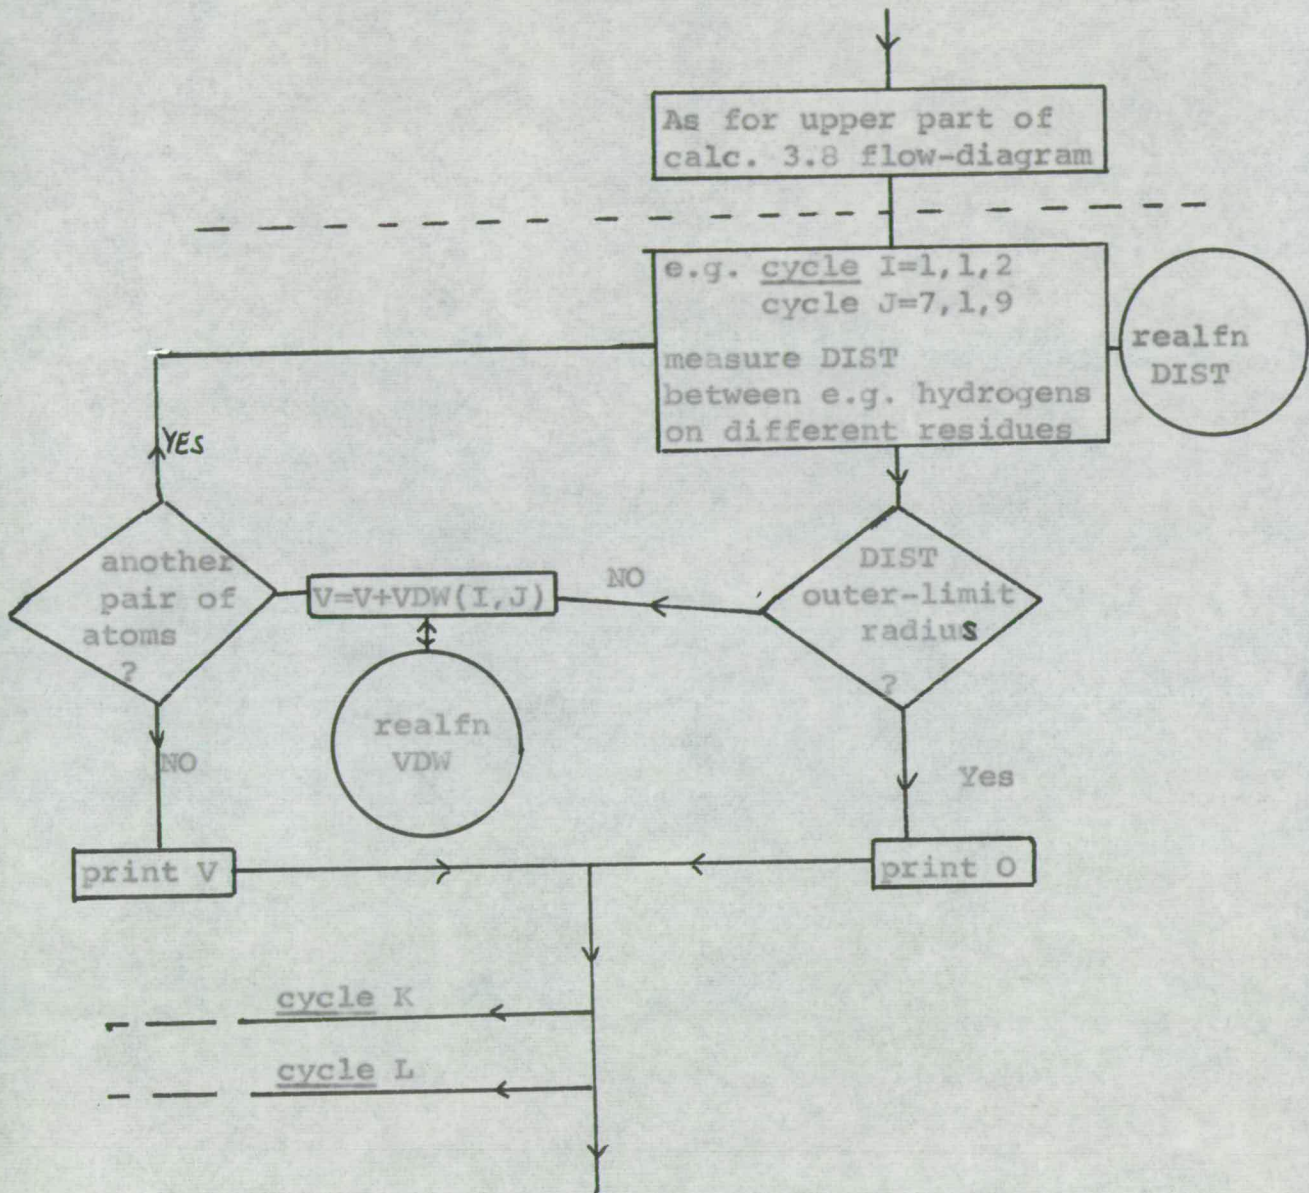 As for upper part of
calc. 3.8 flow-diagram
e.g. cycle I=1,1,2
cycle J=7,1,9
measure DIST
between e.g. hydrogens
on different residues
realfn
DIST
YES
another
pair of
atoms
?
V=V+VDW(I,J)
NO
DIST
outer-limit
radius
?
realfn
VDW
NO
Yes
print V
print O
cycle K
cycle L